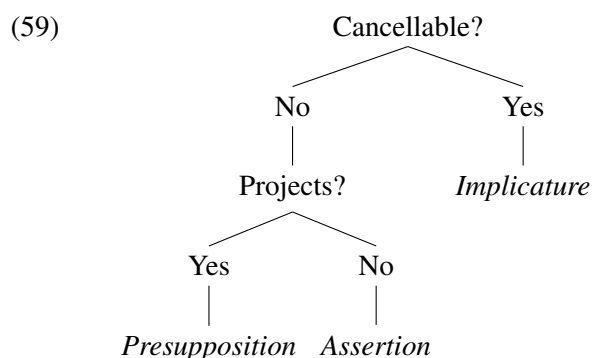 (59) Cancellable?
No Yes
Projects? Implicature
Yes No
Presupposition Assertion